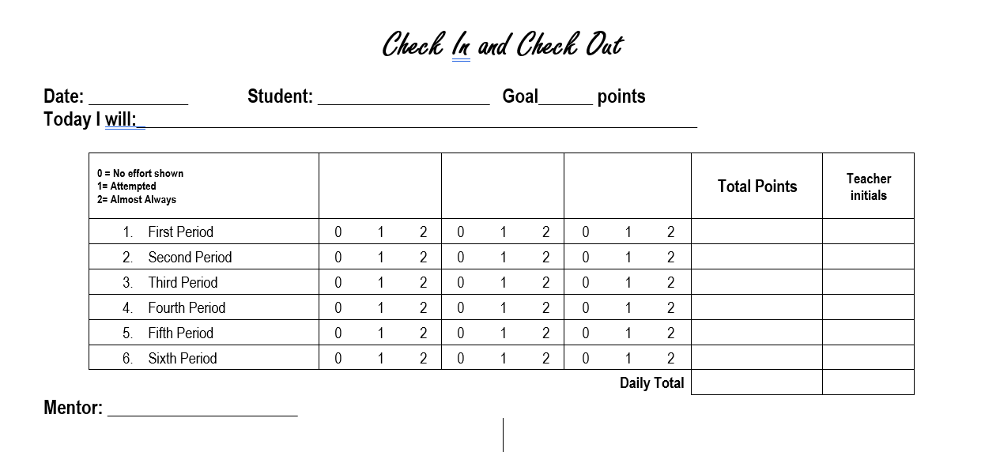 Check In and Check Out
Date: ____________ Student: _____________________ Goal______ points
Today I will:_______________________________________________
0 = No effort shown
1= Attempted
2= Almost Always
Total Points
Teacher
initials
1. First Period 0 1 2 0 1 2 0 1 2
2. Second Period 0 1 2 0 1 2 0 1 2
3. Third Period 0 1 2 0 1 2 0 1 2
4. Fourth Period 0 1 2 0 1 2 0 1 2
5. Fifth Period 0 1 2 0 1 2 0 1 2
6. Sixth Period 0 1 2 0 1 2 0 1 2
Daily Total
Mentor: ____________________